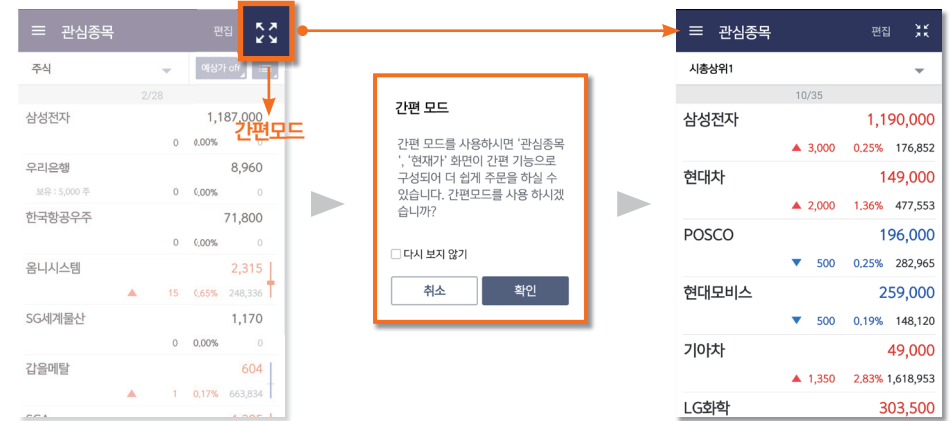 관심종목 편집
주식 예상가 off
2/28
삼성전자 1,187,000
0 0.00% 0
우리은행 8,960
보유 : 5,000 주 0 0.00% 0
한국항공우주 71,800
0 0.00% 0
옴니시스템 2,315
▲ 15 0.65% 248,336
SG세계물산 1,170
0 0.00% 0
갑을메탈 604
▲ 1 0.17% 663,834
간편모드
간편 모드
간편 모드를 사용하시면 '관심종목
', '현재가' 화면이 간편 기능으로
구성되어 더 쉽게 주문을 하실 수
있습니다. 간편모드를 사용 하시겠
습니까?
다시 보지 않기
취소 확인
관심종목 편집
시총상위1
10/35
삼성전자 1,190,000
▲ 3,000 0.25% 176,852
현대차 149,000
▲ 2,000 1.36% 477,553
POSCO 196,000
▼ 500 0.25% 282,965
현대모비스 259,000
▼ 500 0.19% 148,120
기아차 49,000
▲ 1,350 2.83% 1,618,953
LG화학 303,500